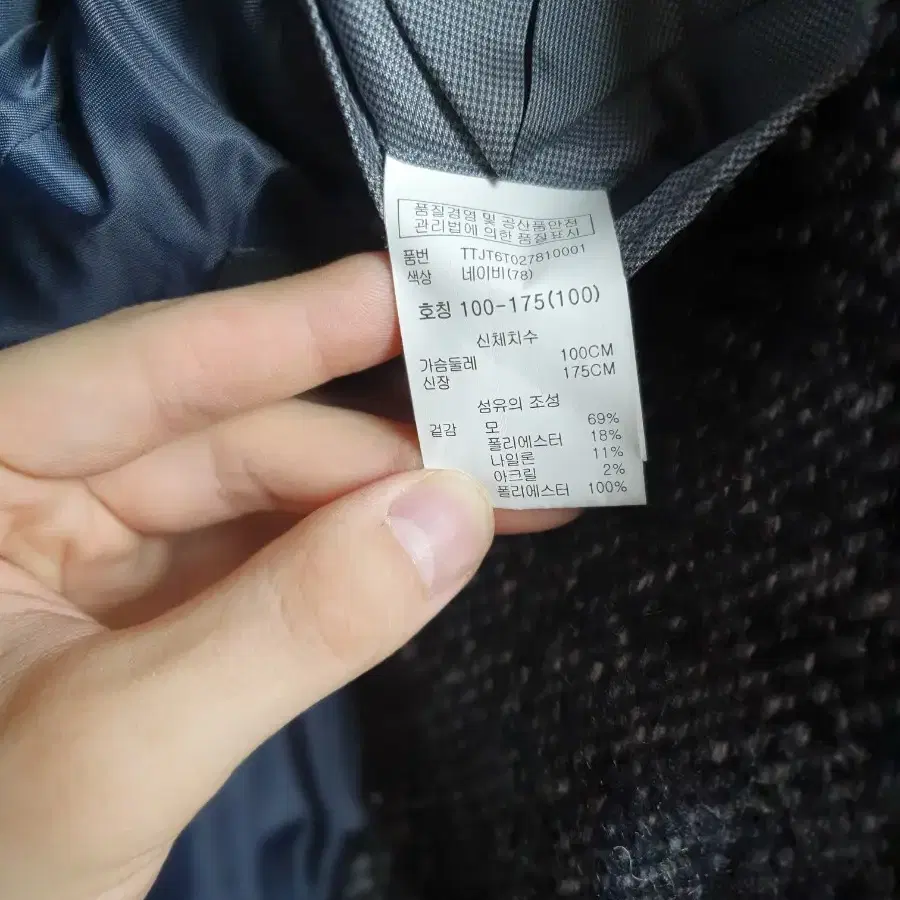 품질경영 및 공산품안전
관리법에 의한 품질표시
품번 TTJT6T027810001
색상 네이비(78)
호칭 100-175(100)
신체치수
가슴둘레 100CM
신장 175CM
섬유의 조성
겉감 모 69%
폴리에스터 18%
나일론 11%
아크릴 2%
폴리에스터 100%